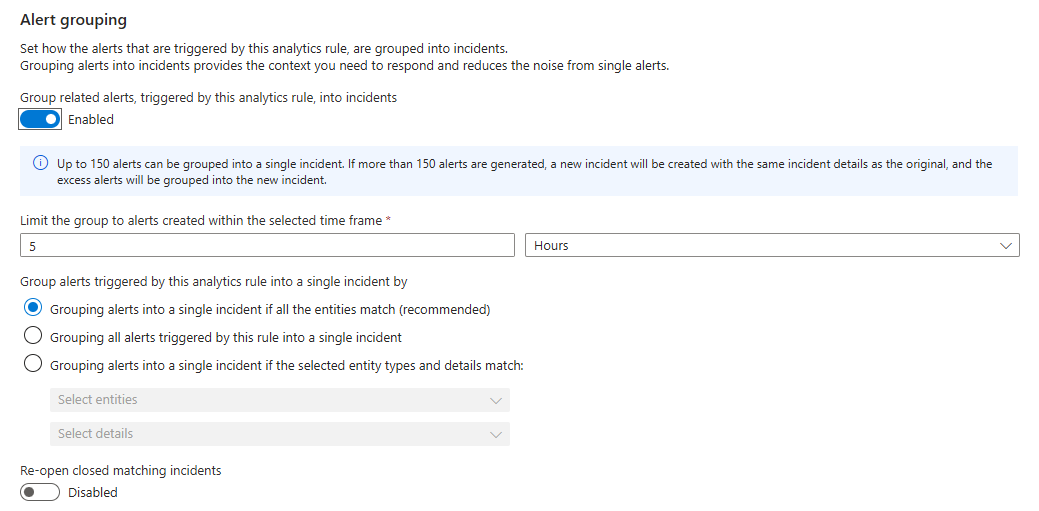 Alert grouping
Set how the alerts that are triggered by this analytics rule, are grouped into incidents.
Grouping alerts into incidents provides the context you need to respond and reduces the noise from single alerts.
Group related alerts, triggered by this analytics rule, into incidents
Enabled
Up to 150 alerts can be grouped into a single incident. If more than 150 alerts are generated, a new incident will be created with the same incident details as the original, and the
excess alerts will be grouped into the new incident.
Limit the group to alerts created within the selected time frame *
5
Hours
Group alerts triggered by this analytics rule into a single incident by
Grouping alerts into a single incident if all the entities match (recommended)
Grouping all alerts triggered by this rule into a single incident
Grouping alerts into a single incident if the selected entity types and details match:
Select entities
Select details
Re-open closed matching incidents
Disabled